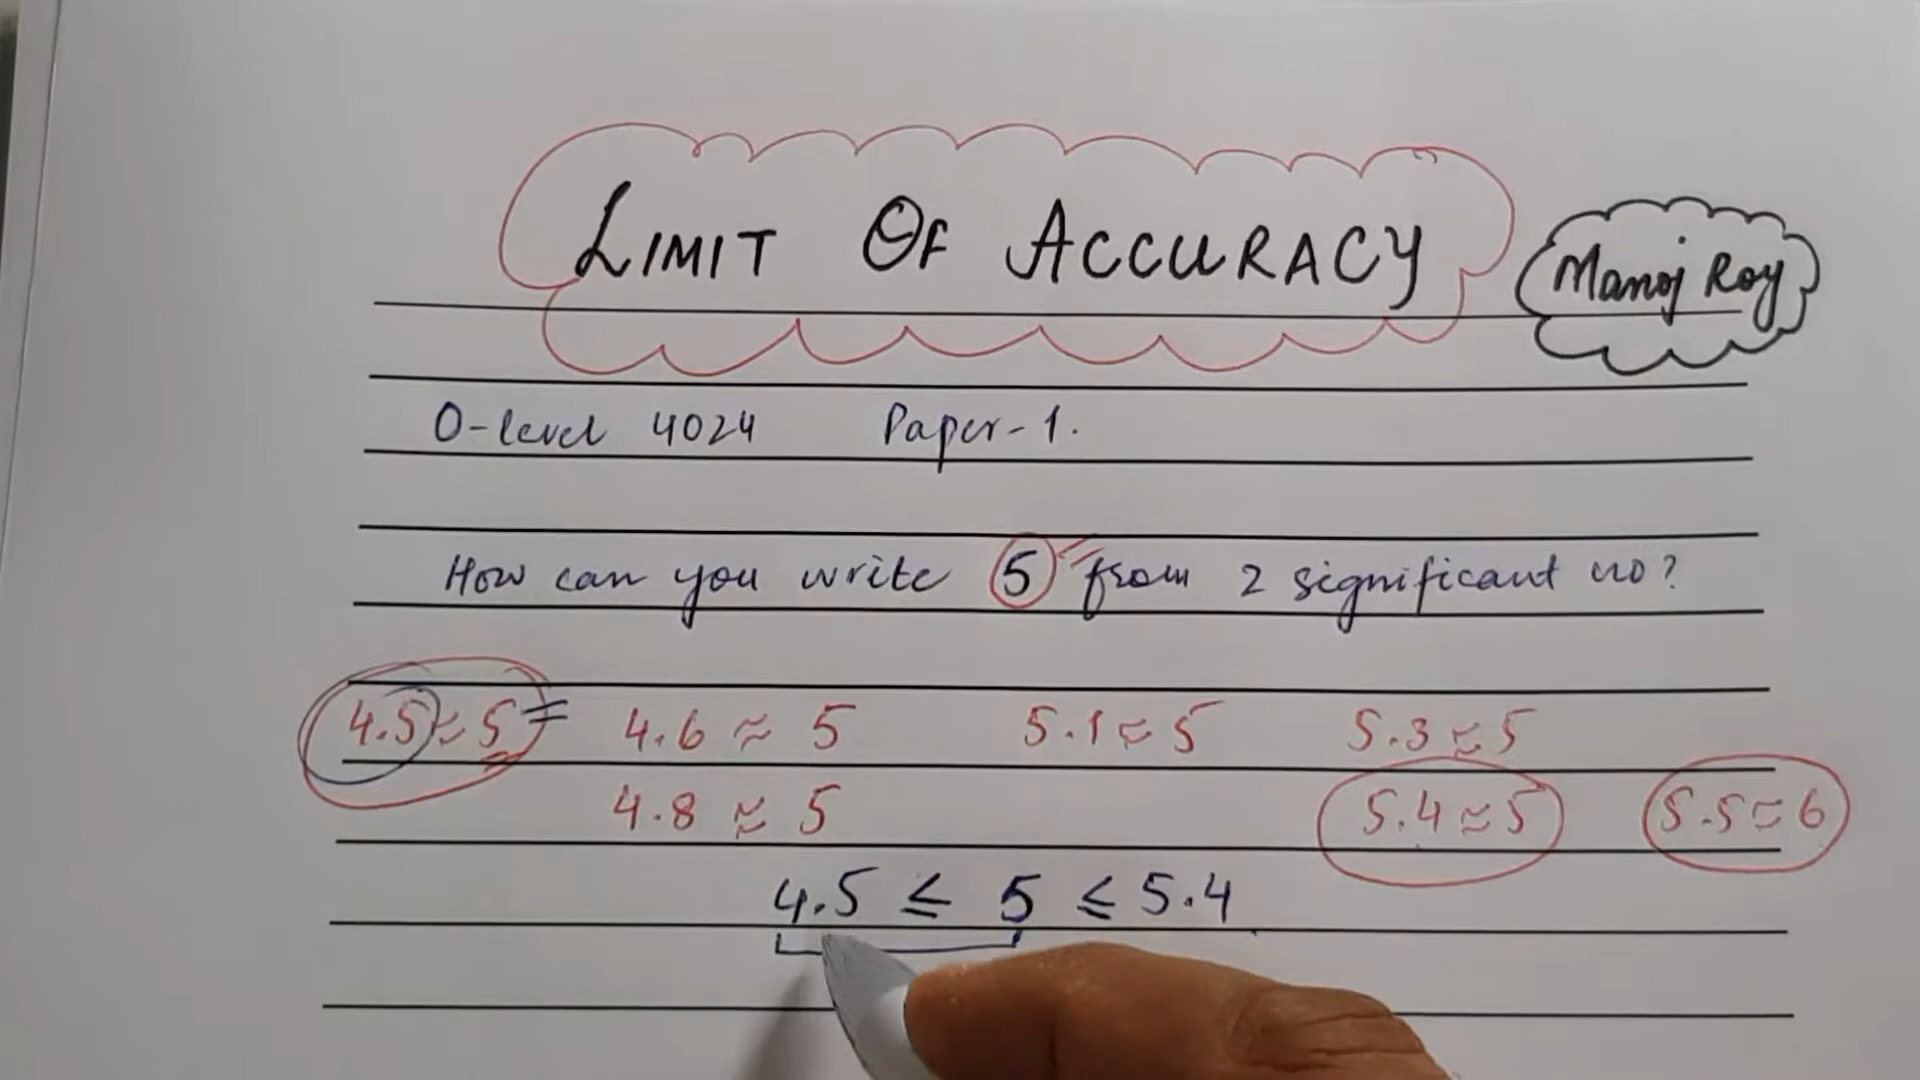 LIMIT OF ACCURACY
Manoj Roy
O-level 4024 Paper-1.
How can you write 5 from 2 significant no?
4.5 ≈ 5 = 4.6 ≈ 5 5.1 ≈ 5 5.3 ≈ 5
4.8 ≈ 5 5.4 ≈ 5 5.5 ≈ 6
4.5 ≤ 5 ≤ 5.4